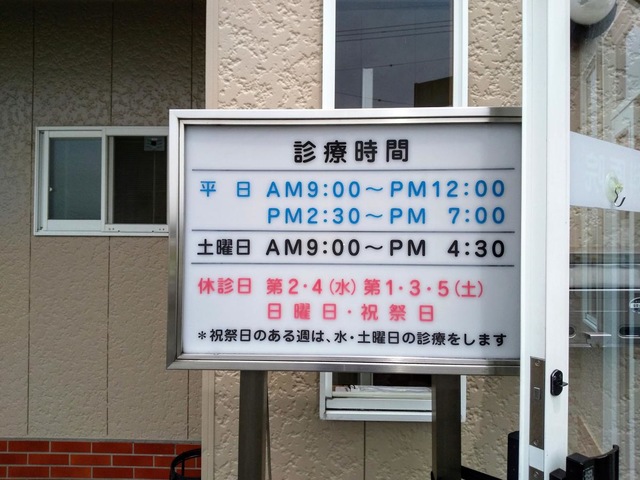 診療時間
平 日 AM9:00〜PM12:00
PM2:30〜PM 7:00
土曜日 AM9:00〜PM 4:30
休診日 第2・4(水)第1・3・5(土)
日曜日・祝祭日
*祝祭日のある週は、水・土曜日の診療をします